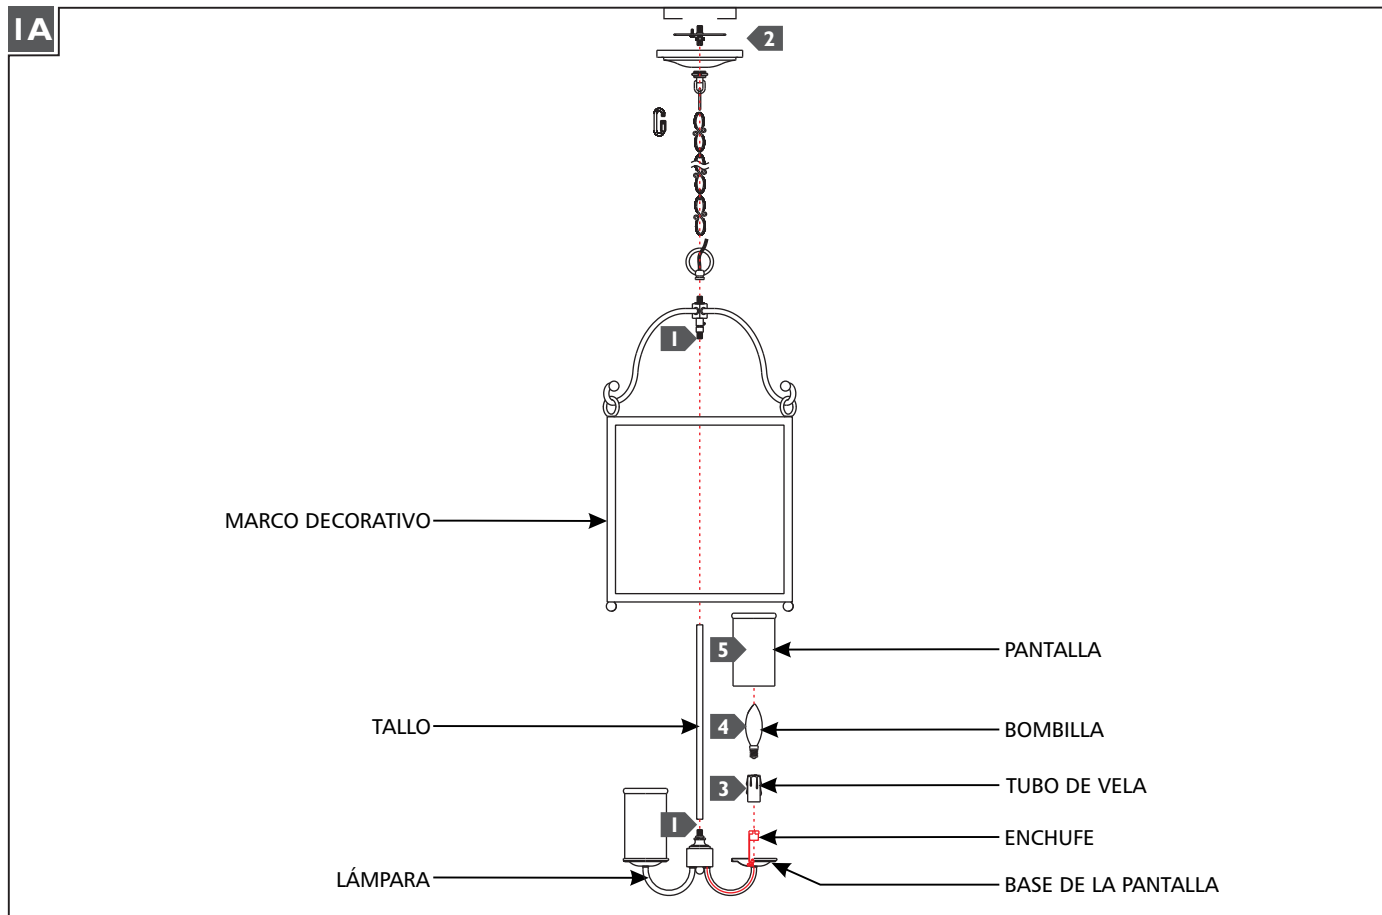 1A
2
G
1
MARCO DECORATIVO
5
PANTALLA
TALLO
4
BOMBILLA
3
TUBO DE VELA
1
ENCHUFE
LÁMPARA
BASE DE LA PANTALLA